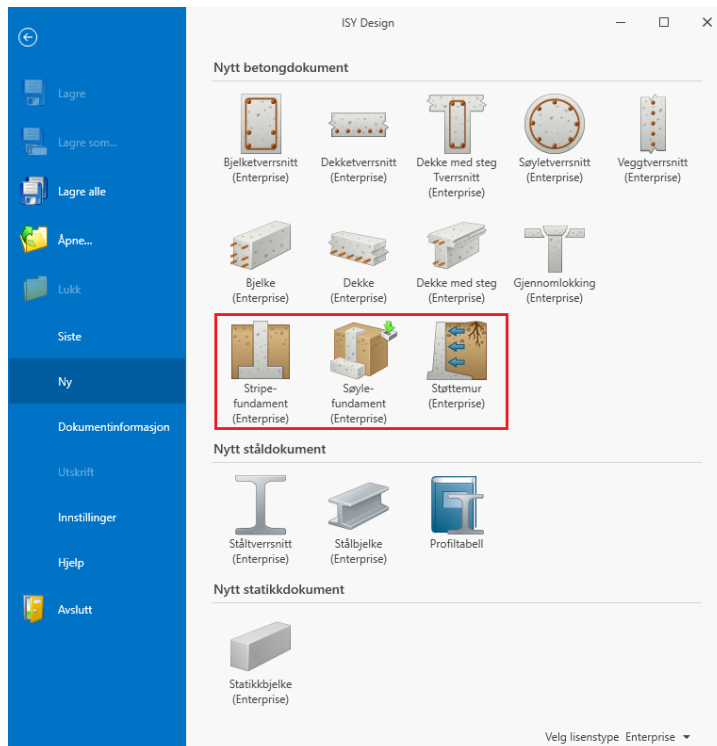 ISY Design
Lagre
Lagre som...
Lagre alle
Åpne...
Lukk
Siste
Ny
Dokumentinformasjon
Utskrift
Innstillinger
Hjelp
Avslutt
Nytt betongdokument
Bjelketverrsnitt
(Enterprise)
Dekketverrsnitt
(Enterprise)
Dekke med steg
Tverrsnitt
(Enterprise)
Søyletverrsnitt
(Enterprise)
Veggtverrsnitt
(Enterprise)
Bjelke
(Enterprise)
Dekke
(Enterprise)
Dekke med steg
(Enterprise)
Gjennomlokking
(Enterprise)
Stripe-
fundament
(Enterprise)
Søyle-
fundament
(Enterprise)
Støttemur
(Enterprise)
Nytt ståldokument
Ståltverrsnitt
(Enterprise)
Stålbjelke
(Enterprise)
Profiltabell
Nytt statikkdokument
Statikkbjelke
(Enterprise)
Velg lisenstype Enterprise